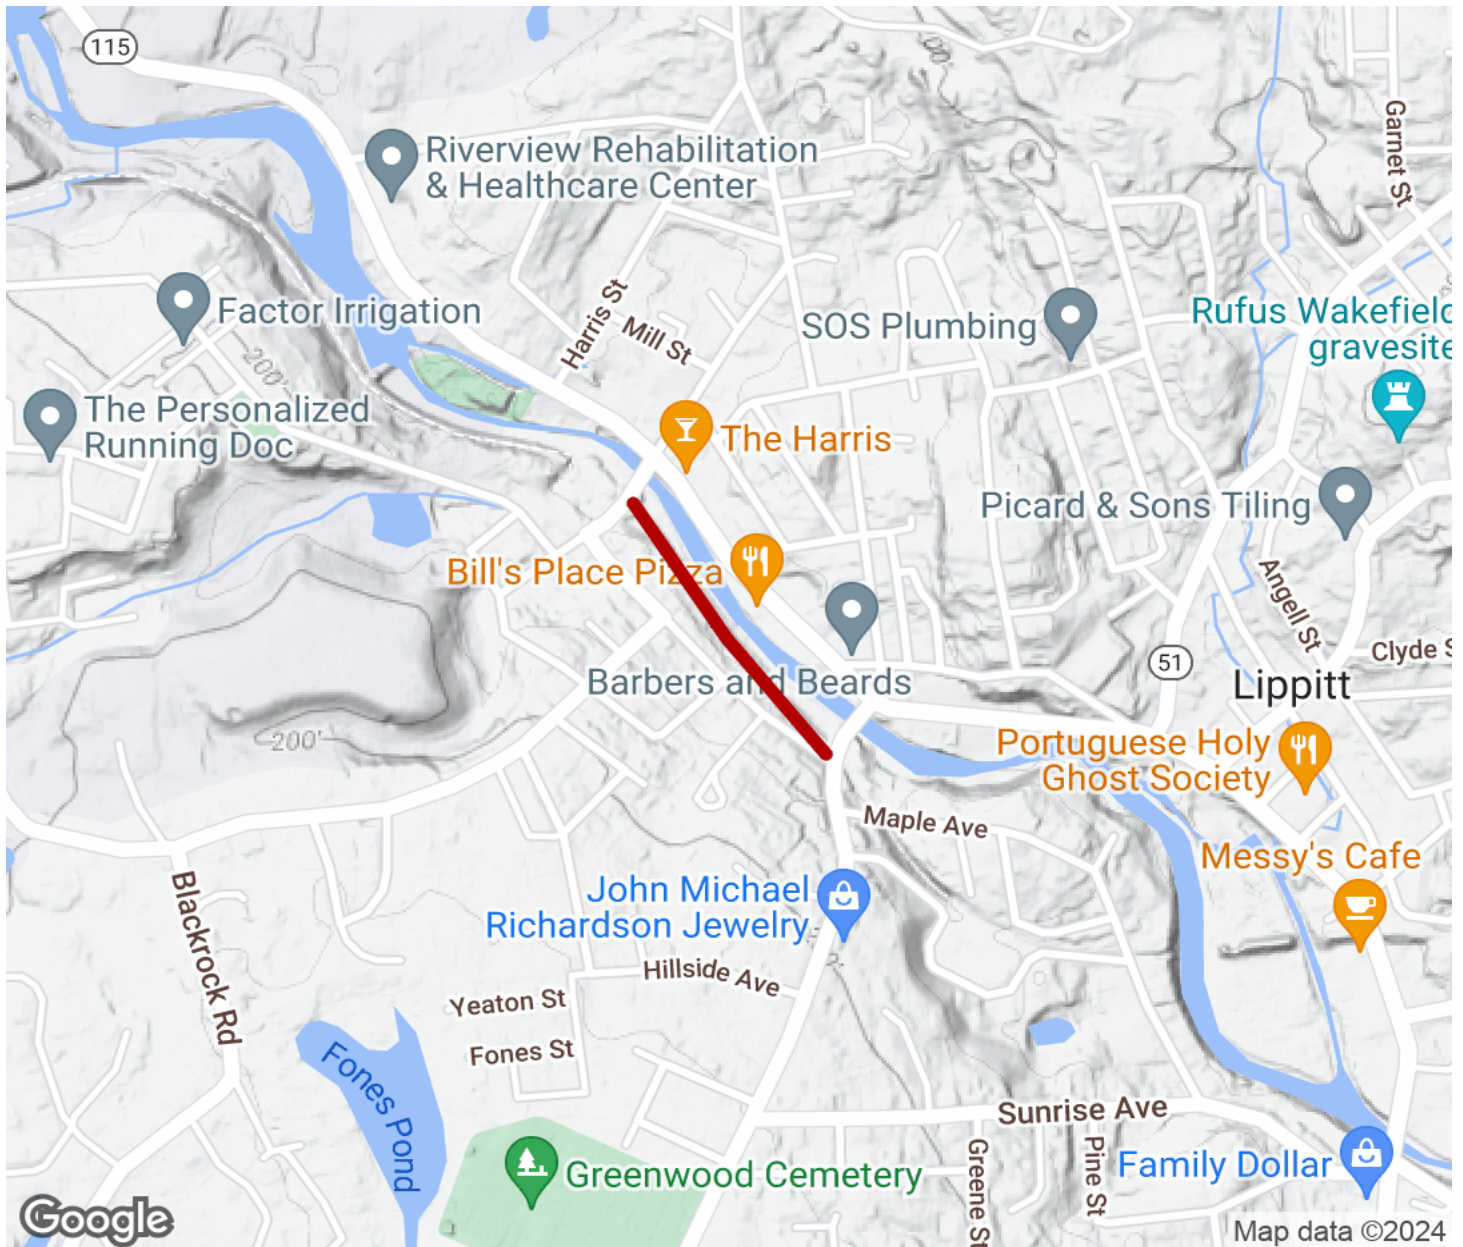 115
Garnet St
Riverview Rehabilitation
& Healthcare Center
Factor Irrigation
Harris St
Mill St
SOS Plumbing
Rufus Wakefield
gravesite
200'
The Personalized
Running Doc
The Harris
Picard & Sons Tiling
Bill's Place Pizza
Angell St
Clyde S
51
Barbers and Beards
Lippitt
200'
Portuguese Holy
Ghost Society
Maple Ave
Messy's Cafe
John Michael
Richardson Jewelry
Blackrock Rd
Hillside Ave
Yeaton St
Fones St
Fones Pond
Sunrise Ave
Greene St
Pine St
Family Dollar
Greenwood Cemetery
Google
Map data ©2024